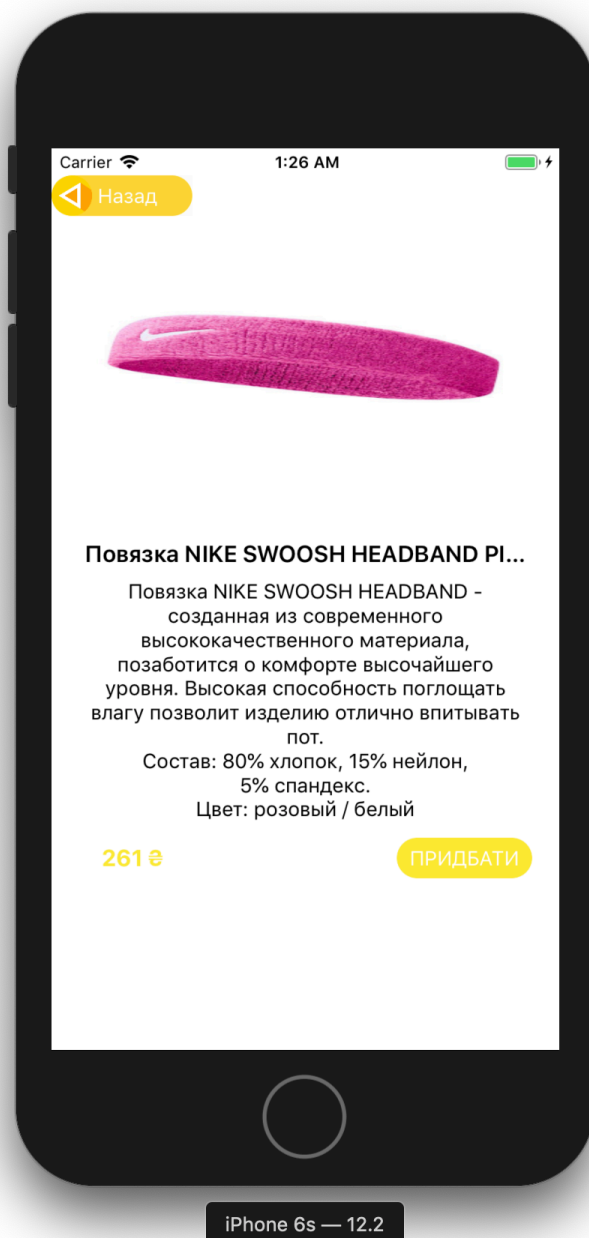 Carrier 1:26 AM
Назад
Повязка NIKE SWOOSH HEADBAND PI...
Повязка NIKE SWOOSH HEADBAND -
созданная из современного
высококачественного материала,
позаботится о комфорте высочайшего
уровня. Высокая способность поглощать
влагу позволит изделию отлично впитывать
пот.
Состав: 80% хлопок, 15% нейлон,
5% спандекс.
Цвет: розовый / белый
261 ₴ ПРИДБАТИ
iPhone 6s — 12.2